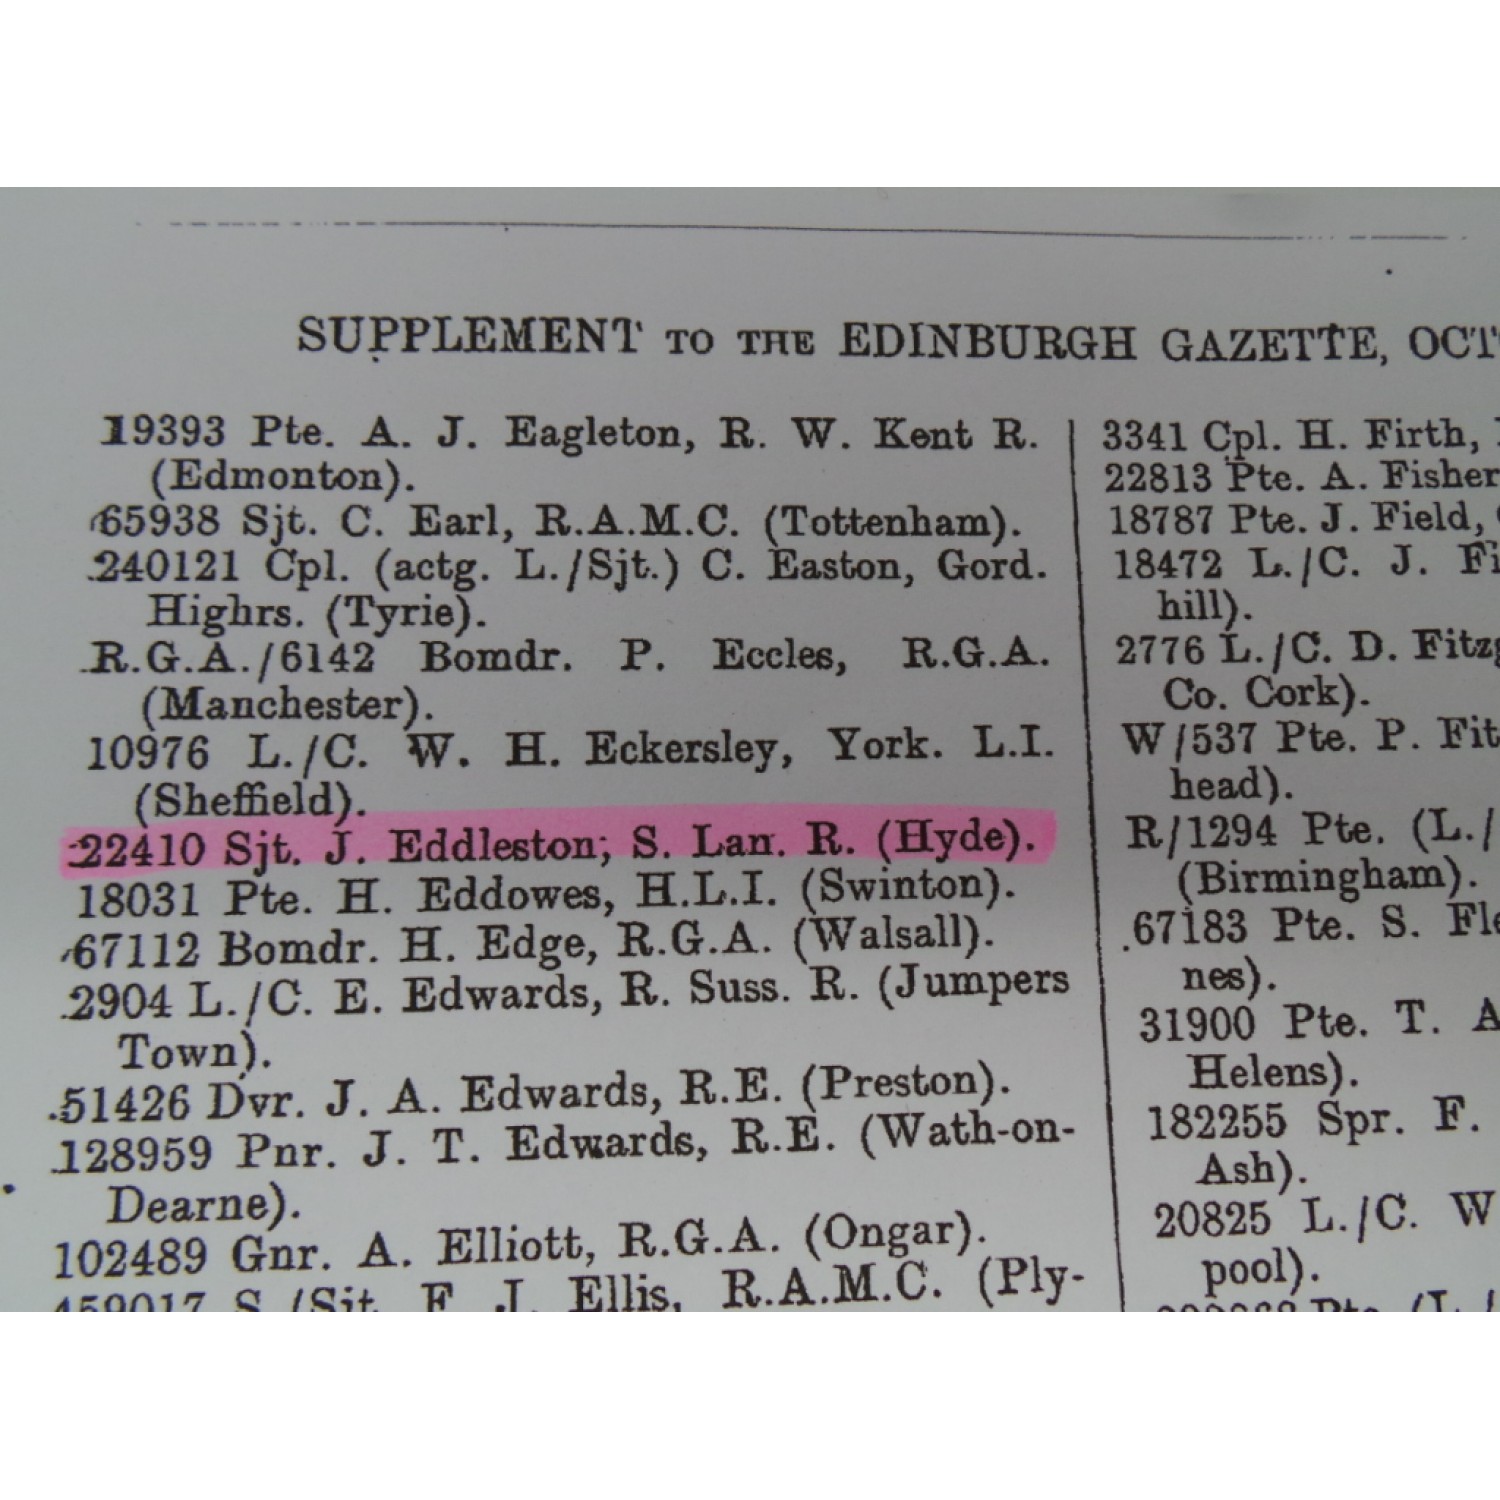 SUPPLEMENT TO THE EDINBURGH GAZETTE,
19393 Pte. A. J. Eagleton, R. W. Kent R.
(Edmonton).
65938 Sjt. C. Earl, R.A.M.C. (Tottenham).
240121 Cpl. (actg. L./Sjt.) C. Easton, Gord.
Highrs. (Tyrie).
R.G.A./6142 Bomdr. P. Eccles, R.G.A.
(Manchester).
10976 L./C. W. H. Eckersley, York. L.I.
(Sheffield).
22410 Sjt. J. Eddleston, S. Lan. R. (Hyde).
18031 Pte. H. Eddowes, H.L.I. (Swinton).
67112 Bomdr. H. Edge, R.G.A. (Walsall).
2904 L./C. E. Edwards, R. Suss. R. (Jumpers
Town).
51426 Dvr. J. A. Edwards, R.E. (Preston).
128959 Pnr. J. T. Edwards, R.E. (Wath-on-
Dearne).
102489 Gnr. A. Elliott, R.G.A. (Ongar).
459017 S./Sjt. F. J. Ellis, R.A.M.C. (Ply-
3341 Cpl. H. Firth,
22813 Pte. A. Fisher
18787 Pte. J. Field,
18472 L./C. J.
hill).
2776 L./C. D.
Co. Cork).
W/537 Pte. P.
head).
R/1294 Pte. (L./
(Birmingham).
67183 Pte. S.
nes).
31900 Pte. T. A
Helens).
182255 Spr. F.
Ash).
20825 L./C. W
pool).
Pte. (L./